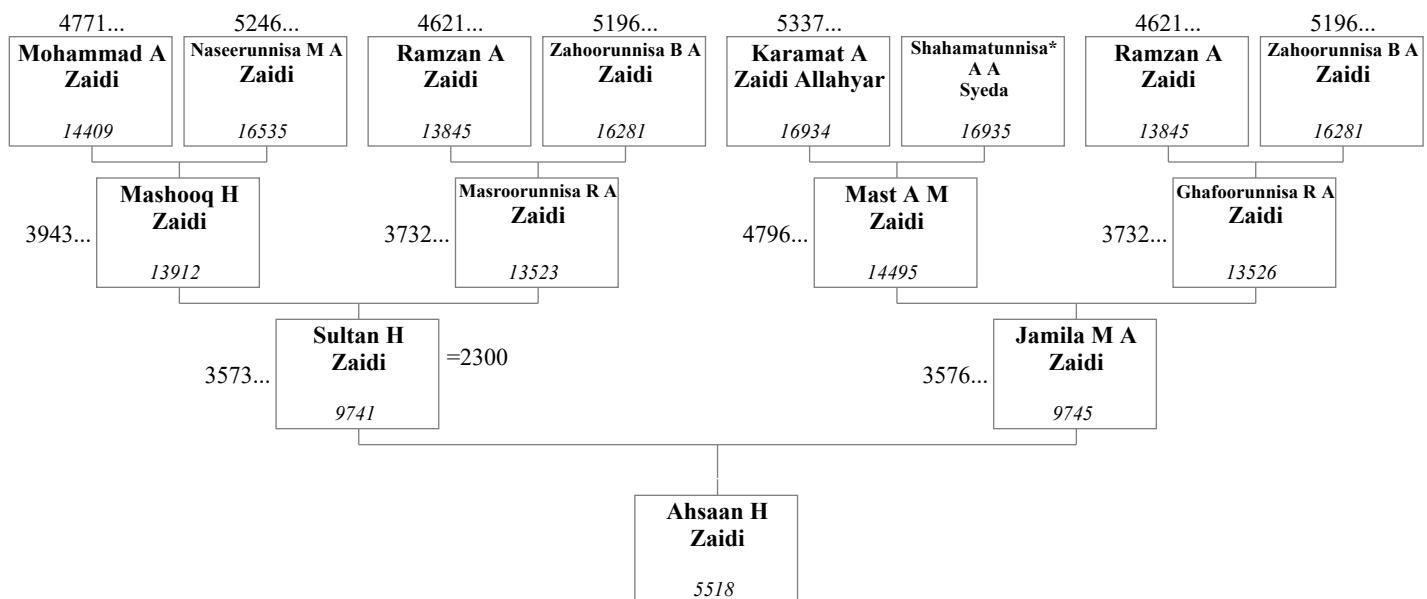 4771... 5246... 4621... 5196... 5337... 4621... 5196...
Mohammad A
Zaidi
14409
Naseerunnisa M A
Zaidi
16535
Ramzan A
Zaidi
13845
Zahoorunnisa B A
Zaidi
16281
Karamat A
Zaidi Allahyar
16934
Shahamatunnisa*
A A
Syeda
16935
Ramzan A
Zaidi
13845
Zahoorunnisa B A
Zaidi
16281
3943...
Mashooq H
Zaidi
13912
3732...
Masroorunnisa R A
Zaidi
13523
4796...
Mast A M
Zaidi
14495
3732...
Ghafoorunnisa R A
Zaidi
13526
3573...
Sultan H
Zaidi
9741
=2300
3576...
Jamila M A
Zaidi
9745
Ahsaan H
Zaidi
5518